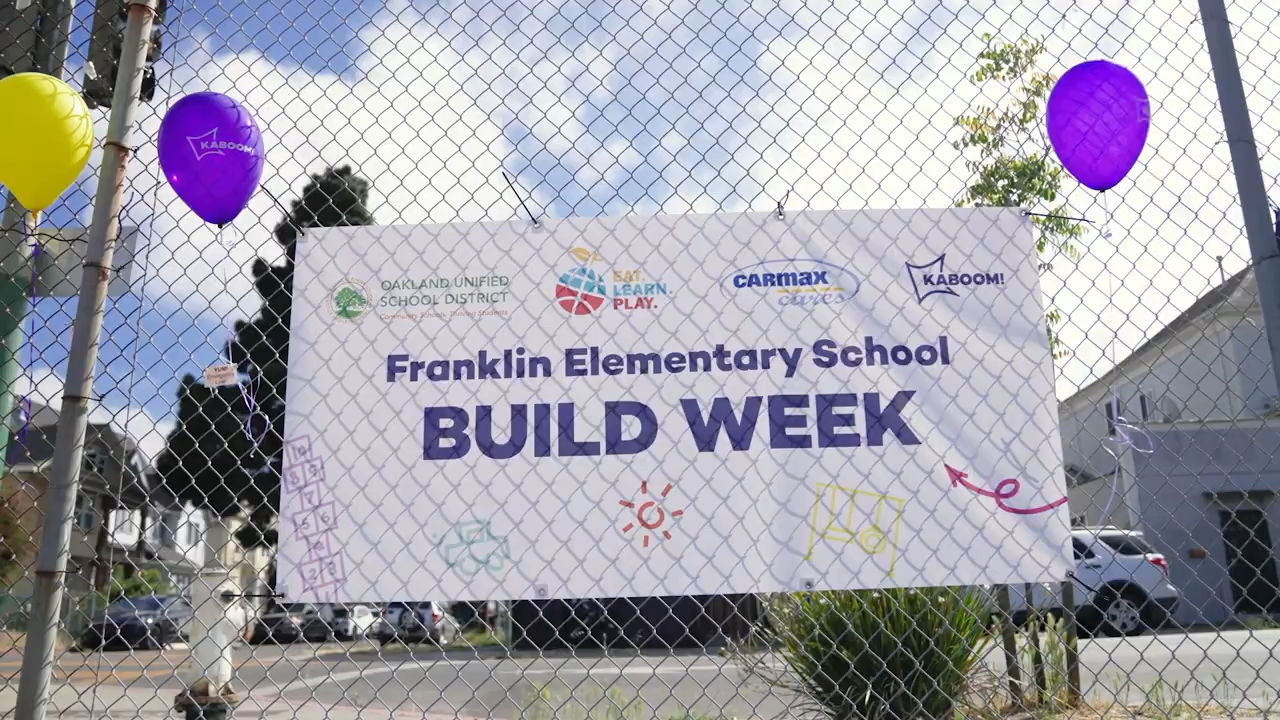 KABOOM!
OAKLAND UNIFIED
SCHOOL DISTRICT
Community Schools, Thriving Students
EAT.
LEARN.
PLAY.
CARMAX
cares
KABOOM!
Franklin Elementary School
BUILD WEEK